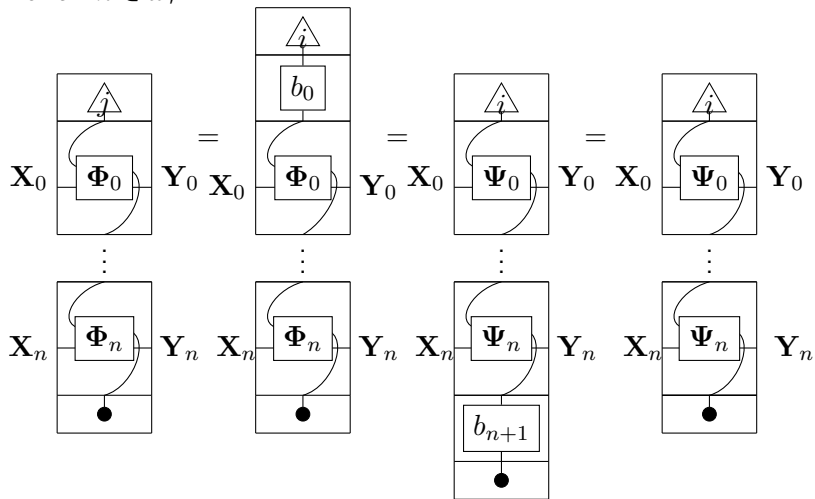 i
j b₀ i i
= = =
X₀ Φ₀ Y₀ X₀ Φ₀ Y₀ X₀ Ψ₀ Y₀ X₀ Ψ₀ Y₀
⋮ ⋮ ⋮ ⋮
Xₙ Φₙ Yₙ Xₙ Φₙ Yₙ Xₙ Ψₙ Yₙ Xₙ Ψₙ Yₙ
bₙ₊₁